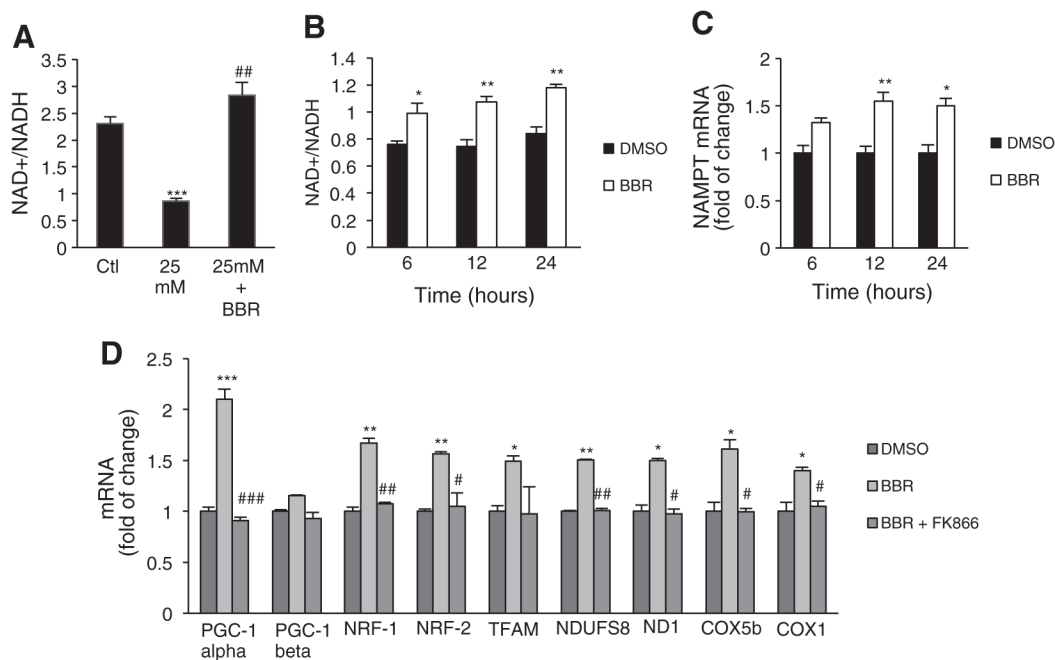 A
NAD+/NADH
3.5
3
2.5
2
1.5
1
0.5
0
***
##
Ctl
25
mM
25mM
+
BBR
B
NAD+/NADH
1.4
1.2
1
0.8
0.6
0.4
0.2
0
*
**
**
6
12
24
Time (hours)
DMSO
BBR
C
NAMPT mRNA
(fold of change)
2
1.5
1
0.5
0
**
*
6
12
24
Time (hours)
DMSO
BBR
D
mRNA
(fold of change)
2.5
2
1.5
1
0.5
0
***
###
**
##
**
#
*
**
##
*
#
*
#
*
#
PGC-1
alpha
PGC-1
beta
NRF-1
NRF-2
TFAM
NDUFS8
ND1
COX5b
COX1
DMSO
BBR
BBR + FK866